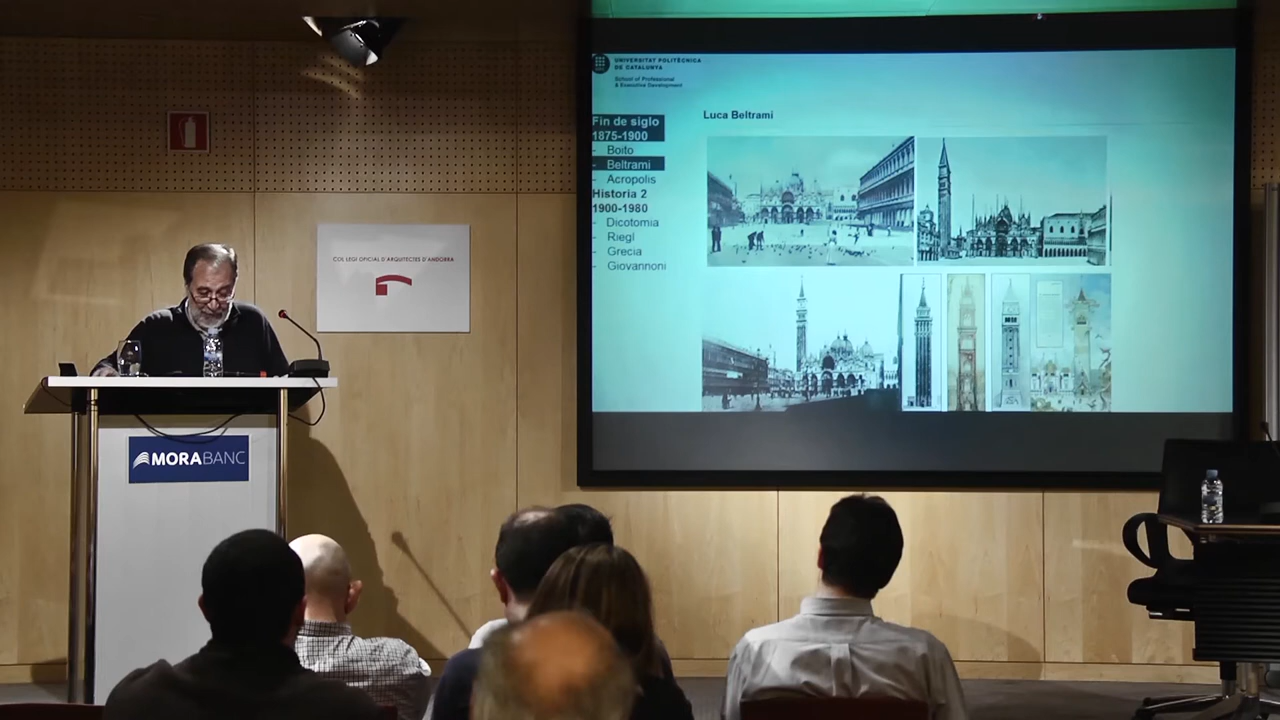 UNIVERSITAT POLITÈCNICA
DE CATALUNYA
School of Professional
& Executive Development
Luca Beltrami
Fin de siglo
1875-1900
- Boito
- Beltrami
- Acropolis
Historia 2
1900-1980
- Dicotomia
- Riegl
- Grecia
- Giovannoni
COL·LEGI OFICIAL D'ARQUITECTES D'ANDORRA
MORABANC